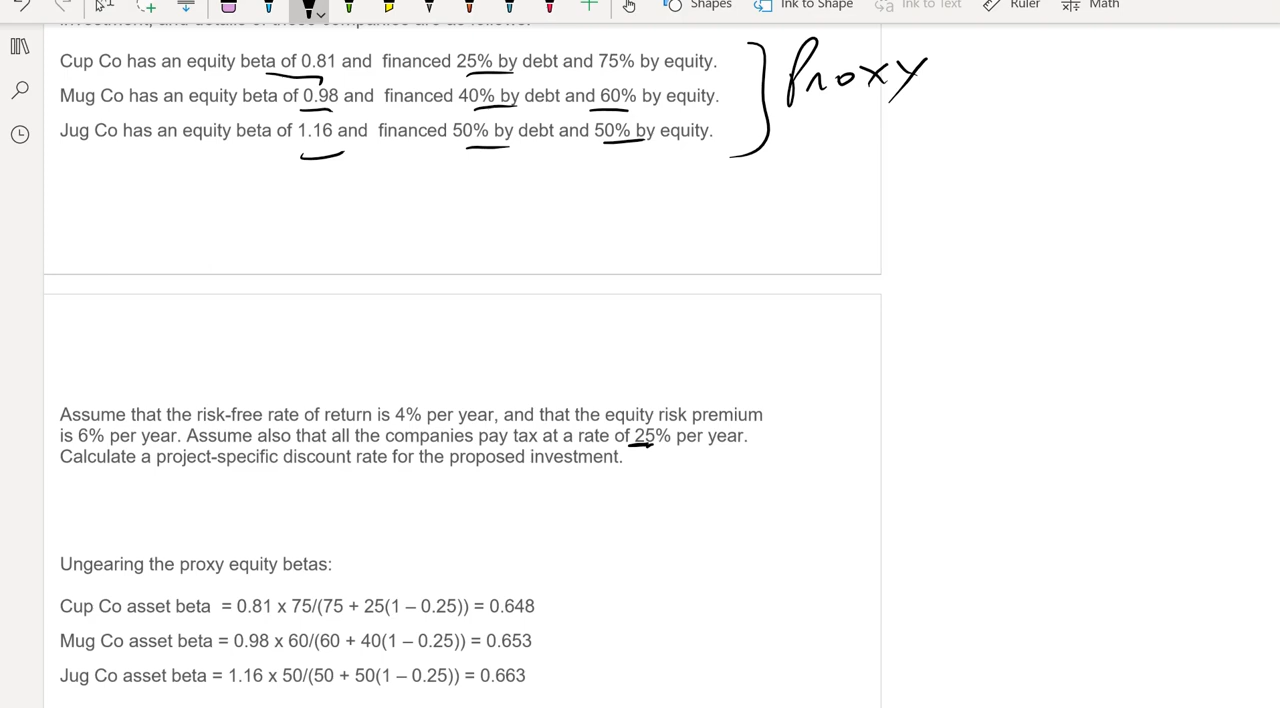 Shapes Ink to Shape Ink to Text Ruler Math
Cup Co has an equity beta of 0.81 and financed 25% by debt and 75% by equity.
Mug Co has an equity beta of 0.98 and financed 40% by debt and 60% by equity.
Jug Co has an equity beta of 1.16 and financed 50% by debt and 50% by equity.
Proxy
Assume that the risk-free rate of return is 4% per year, and that the equity risk premium
is 6% per year. Assume also that all the companies pay tax at a rate of 25% per year.
Calculate a project-specific discount rate for the proposed investment.
Ungearing the proxy equity betas:
Cup Co asset beta = 0.81 x 75/(75 + 25(1 – 0.25)) = 0.648
Mug Co asset beta = 0.98 x 60/(60 + 40(1 – 0.25)) = 0.653
Jug Co asset beta = 1.16 x 50/(50 + 50(1 – 0.25)) = 0.663